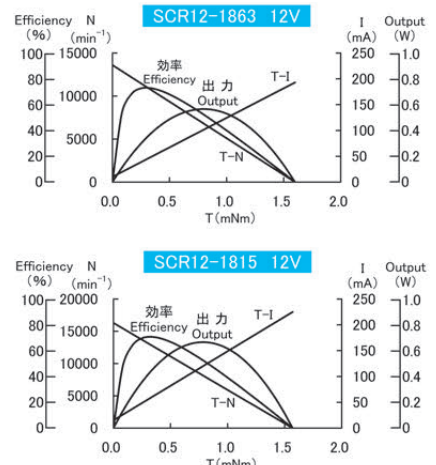 SCR12-1863 12V
Efficiency N I Output
(%) (min⁻¹) (mA) (W)
100 15000 250 1.0
80 200 0.8
60 10000 150 0.6
40 5000 100 0.4
20 50 0.2
0 0 0 0
効率
Efficiency
出力
Output
T-I
T-N
0.0 0.5 1.0 1.5 2.0
T(mNm)
SCR12-1815 12V
Efficiency N I Output
(%) (min⁻¹) (mA) (W)
100 20000 250 1.0
80 15000 200 0.8
60 10000 150 0.6
40 100 0.4
20 5000 50 0.2
0 0 0 0
効率
Efficiency
出力
Output
T-I
T-N
0.0 0.5 1.0 1.5 2.0
T(mNm)